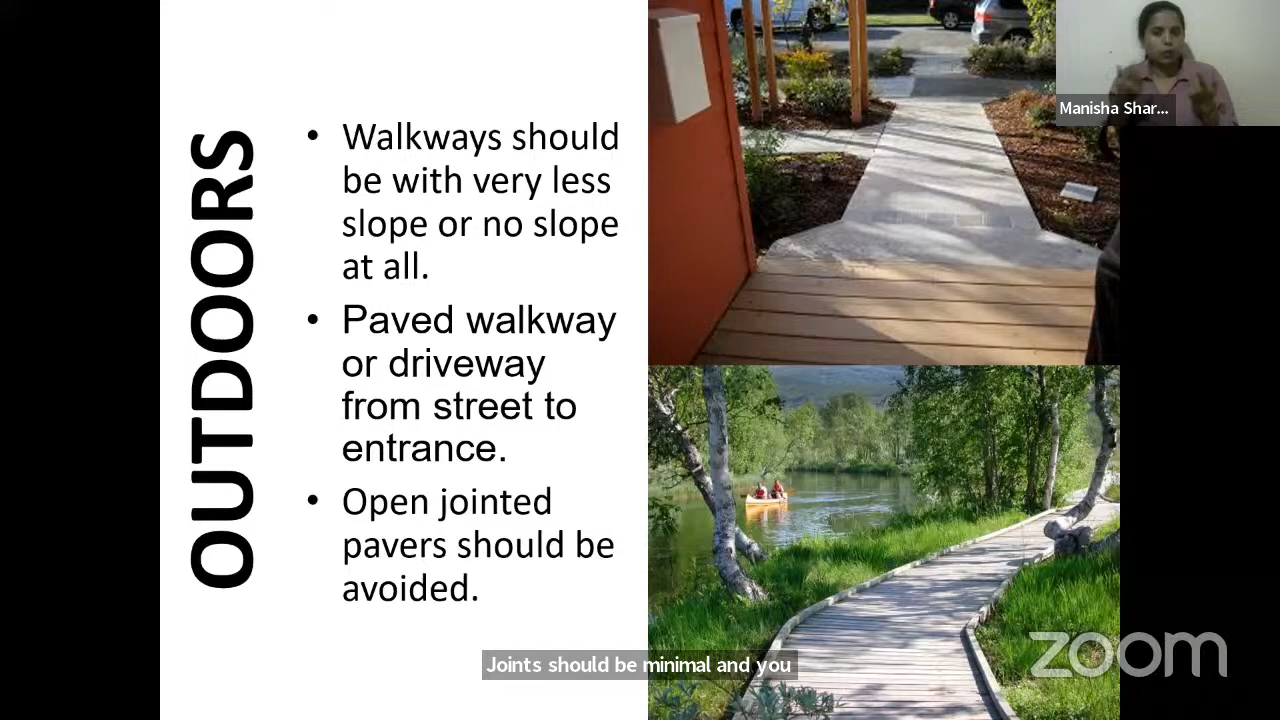 OUTDOORS
• Walkways should
be with very less
slope or no slope
at all.
• Paved walkway
or driveway
from street to
entrance.
• Open jointed
pavers should be
avoided.
Manisha Shar...
Joints should be minimal and you
zoom